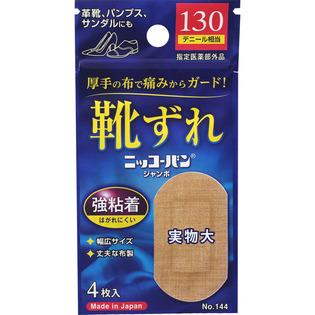 革靴、パンプス、
サンダルにも
130
デニール相当
指定医薬部外品
厚手の布で痛みからガード!
靴ずれ
ニッコーバン®
ジャンボ
強粘着
はがれにくい
◆幅広サイズ
◆丈夫な布製
実物大
4枚入
Made in Japan
No.144